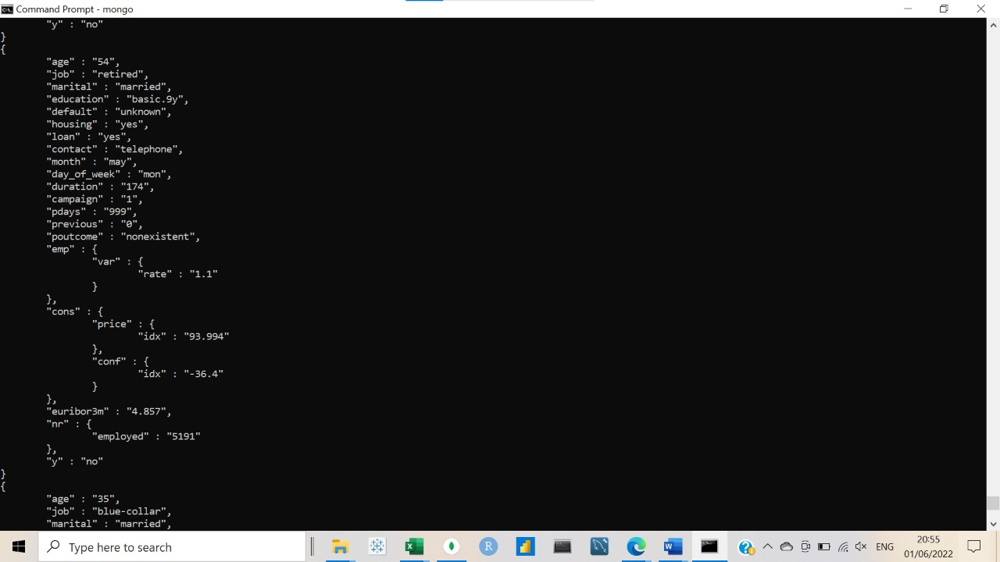 Command Prompt - mongo
        "y" : "no"
}
{
        "age" : "54",
        "job" : "retired",
        "marital" : "married",
        "education" : "basic.9y",
        "default" : "unknown",
        "housing" : "yes",
        "loan" : "yes",
        "contact" : "telephone",
        "month" : "may",
        "day_of_week" : "mon",
        "duration" : "174",
        "campaign" : "1",
        "pdays" : "999",
        "previous" : "0",
        "poutcome" : "nonexistent",
        "emp" : {
                "var" : {
                        "rate" : "1.1"
                }
        },
        "cons" : {
                "price" : {
                        "idx" : "93.994"
                },
                "conf" : {
                        "idx" : "-36.4"
                }
        },
        "euribor3m" : "4.857",
        "nr" : {
                "employed" : "5191"
        },
        "y" : "no"
}
{
        "age" : "35",
        "job" : "blue-collar",
        "marital" : "married",
Type here to search
ENG
20:55
01/06/2022